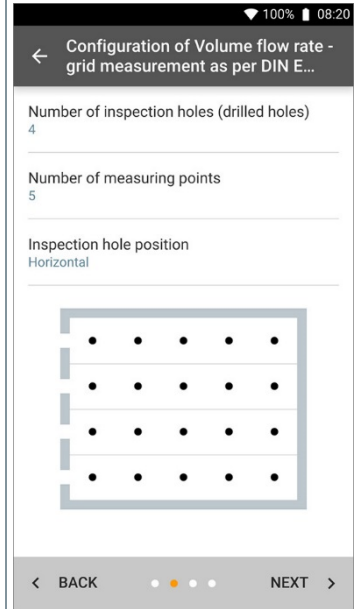 100% 08:20
Configuration of Volume flow rate -
grid measurement as per DIN E...
Number of inspection holes (drilled holes)
4
Number of measuring points
5
Inspection hole position
Horizontal
BACK NEXT